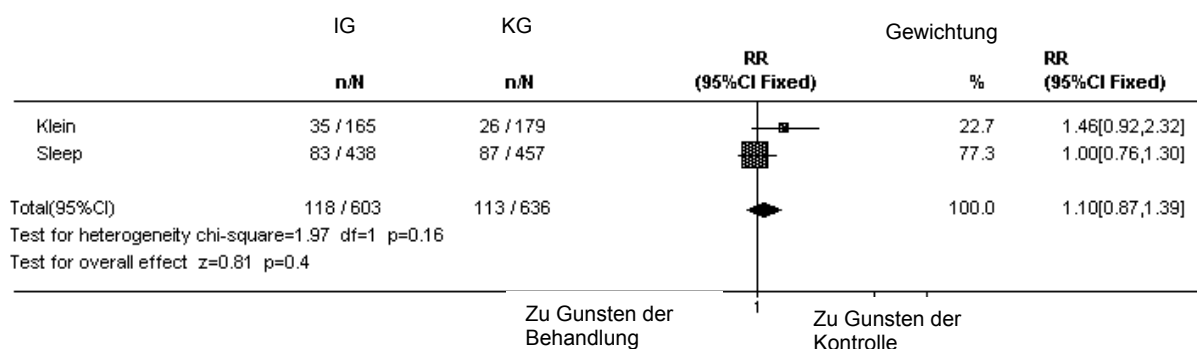 IG KG Gewichtung
RR RR
n/N n/N (95%CI Fixed) % (95%CI Fixed)
Klein 35 / 165 26 / 179 22.7 1.46[0.92,2.32]
Sleep 83 / 438 87 / 457 77.3 1.00[0.76,1.30]
Total(95%CI) 118 / 603 113 / 636 100.0 1.10[0.87,1.39]
Test for heterogeneity chi-square=1.97 df=1 p=0.16
Test for overall effect z=0.81 p=0.4
1
Zu Gunsten der
Behandlung
Zu Gunsten der
Kontrolle